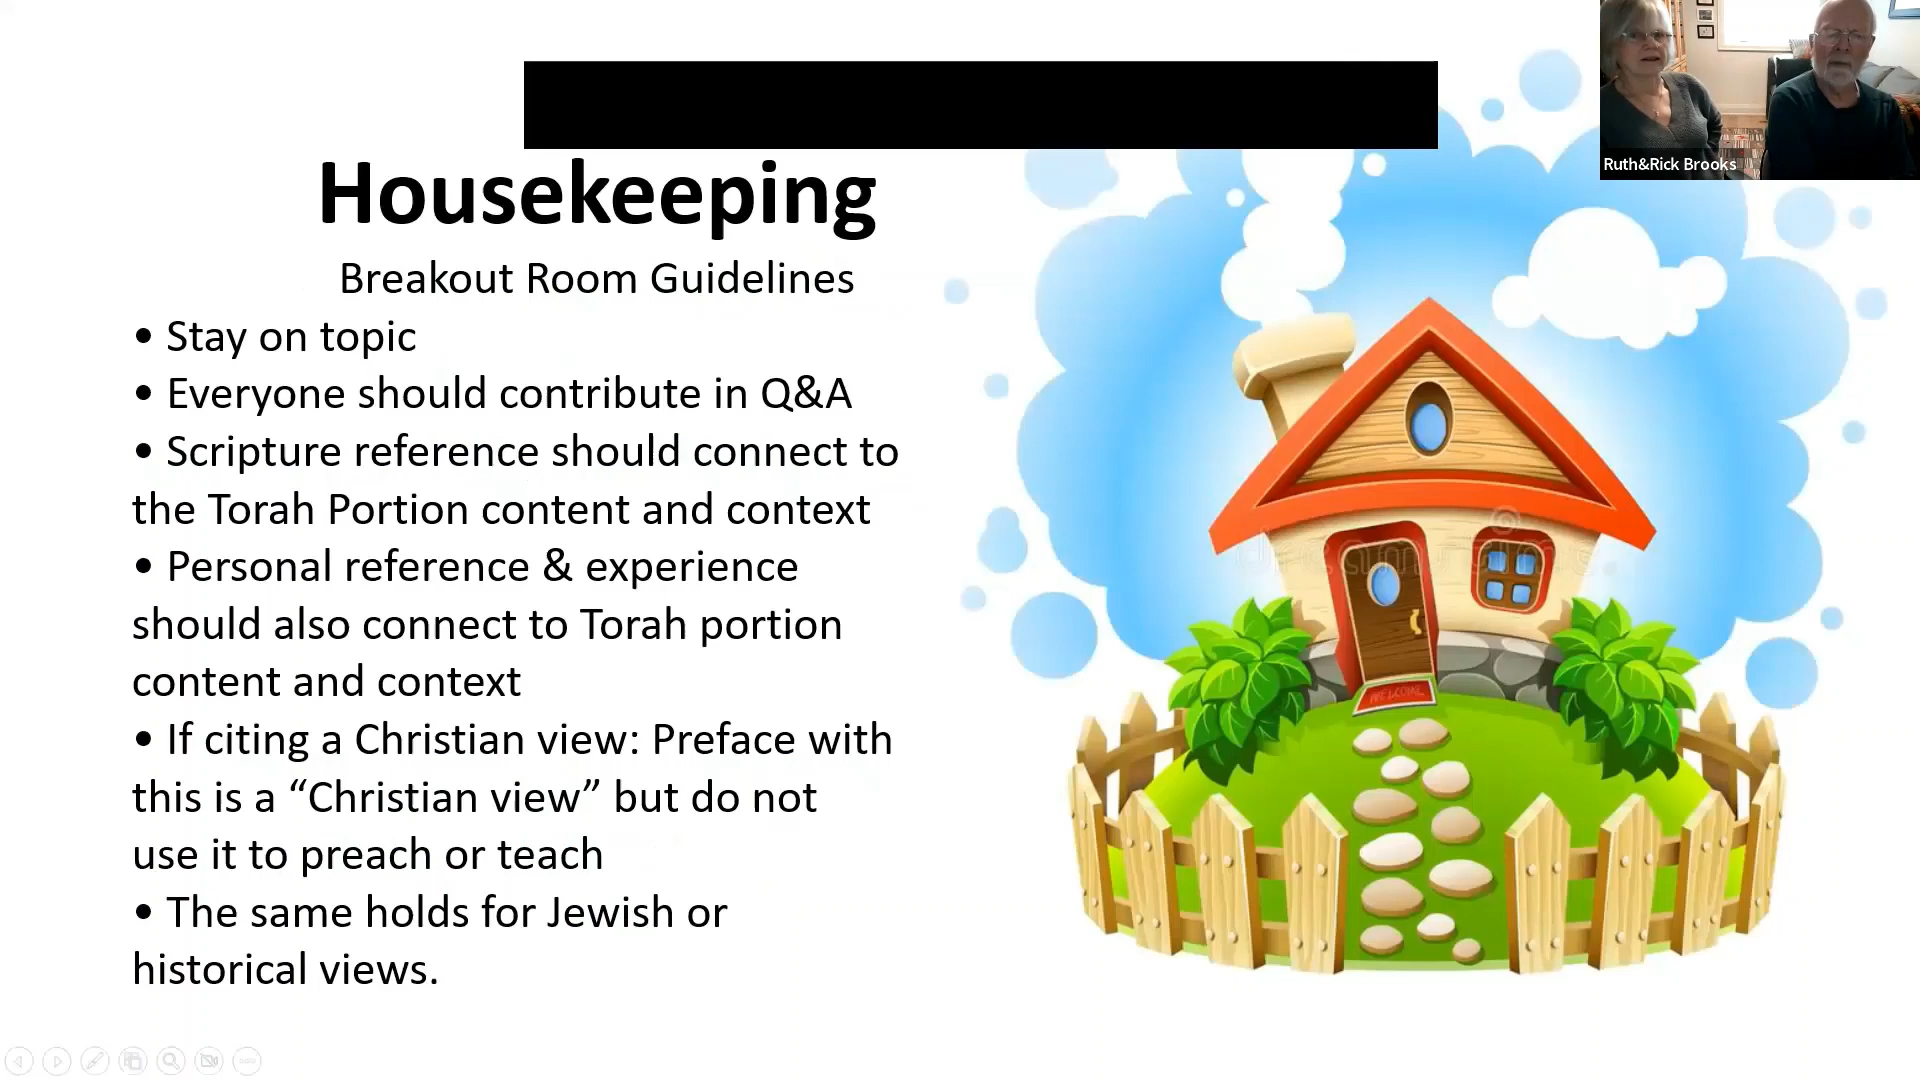 Ruth&Rick Brooks
Housekeeping
Breakout Room Guidelines
• Stay on topic
• Everyone should contribute in Q&A
• Scripture reference should connect to
the Torah Portion content and context
• Personal reference & experience
should also connect to Torah portion
content and context
• If citing a Christian view: Preface with
this is a “Christian view” but do not
use it to preach or teach
• The same holds for Jewish or
historical views.
WELCOME
dreamstime